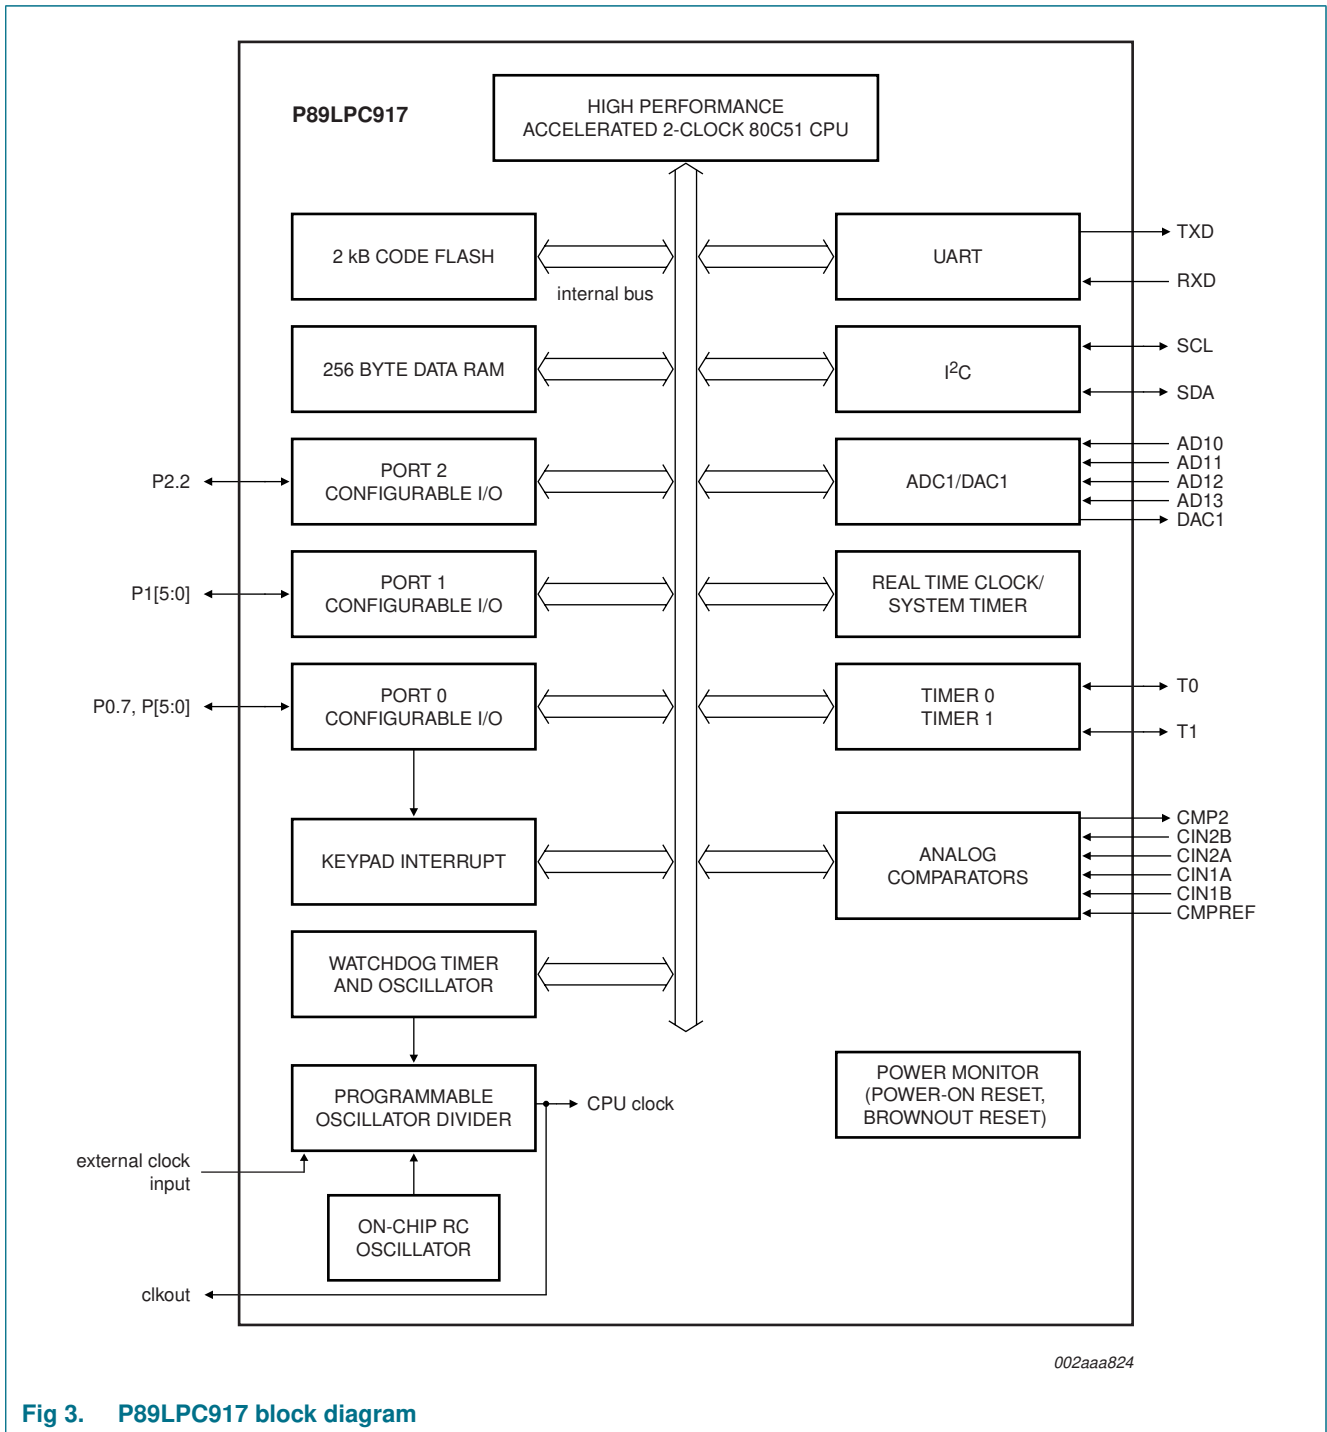 P89LPC917
HIGH PERFORMANCE
ACCELERATED 2-CLOCK 80C51 CPU
2 kB CODE FLASH
internal bus
UART
TXD
RXD
256 BYTE DATA RAM
I²C
SCL
SDA
P2.2
PORT 2
CONFIGURABLE I/O
ADC1/DAC1
AD10
AD11
AD12
AD13
DAC1
P1[5:0]
PORT 1
CONFIGURABLE I/O
REAL TIME CLOCK/
SYSTEM TIMER
P0.7, P[5:0]
PORT 0
CONFIGURABLE I/O
TIMER 0
TIMER 1
T0
T1
KEYPAD INTERRUPT
ANALOG
COMPARATORS
CMP2
CIN2B
CIN2A
CIN1A
CIN1B
CMPREF
WATCHDOG TIMER
AND OSCILLATOR
PROGRAMMABLE
OSCILLATOR DIVIDER
CPU clock
POWER MONITOR
(POWER-ON RESET,
BROWNOUT RESET)
external clock
input
ON-CHIP RC
OSCILLATOR
clkout
002aaa824
Fig 3. P89LPC917 block diagram